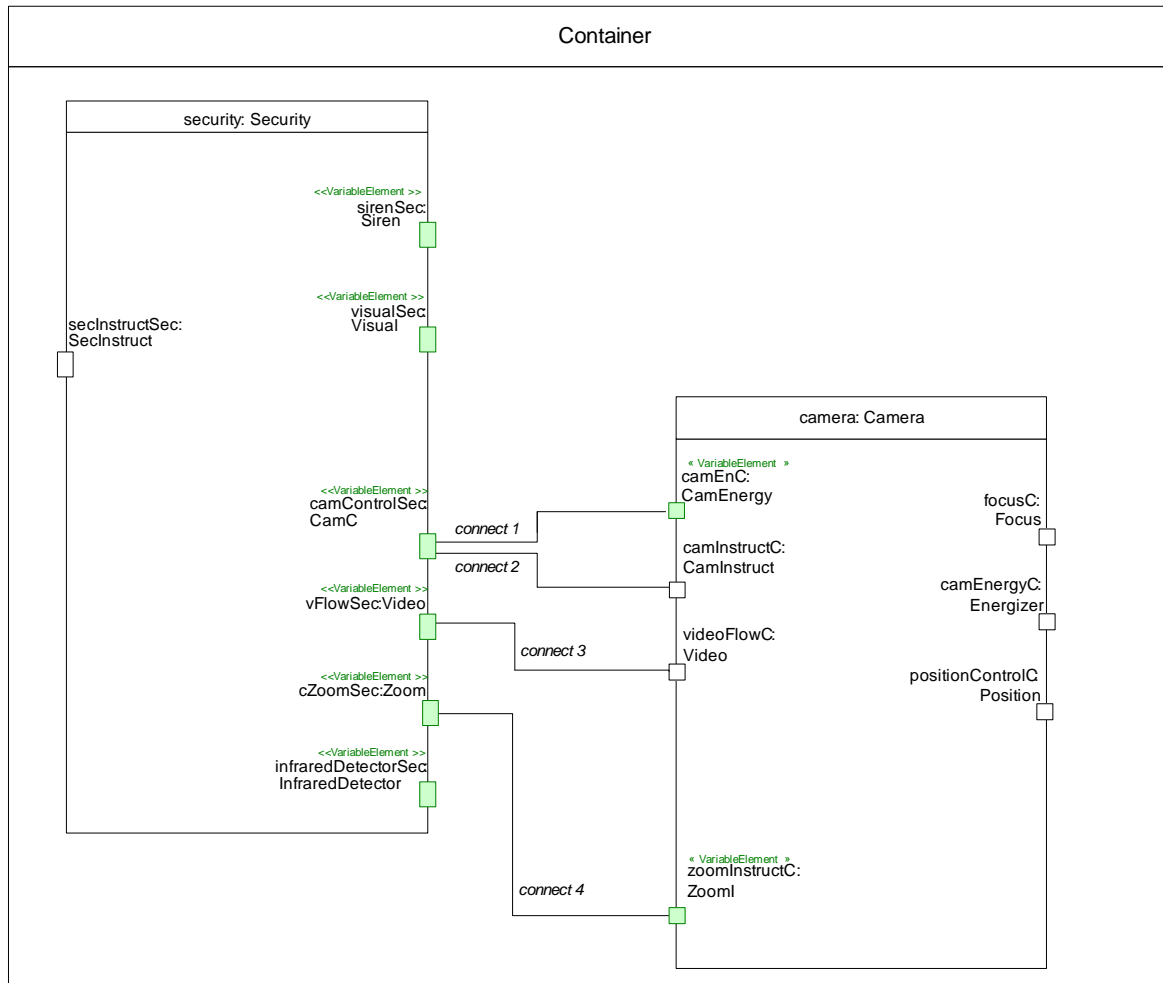 Container
security: Security
<<VariableElement >>
sirenSec:
Siren
<<VariableElement >>
visualSec:
Visual
secInstructSec:
SecInstruct
<<VariableElement >>
camControlSec:
CamC
<<VariableElement >>
vFlowSec:Video
<<VariableElement >>
cZoomSec:Zoom
<<VariableElement >>
infraredDetectorSec:
InfraredDetector
connect 1
connect 2
connect 3
connect 4
camera: Camera
« VariableElement »
camEnC:
CamEnergy
camInstructC:
CamInstruct
videoFlowC:
Video
« VariableElement »
zoomInstructC:
ZoomI
focusC:
Focus
camEnergyC:
Energizer
positionControlC:
Position